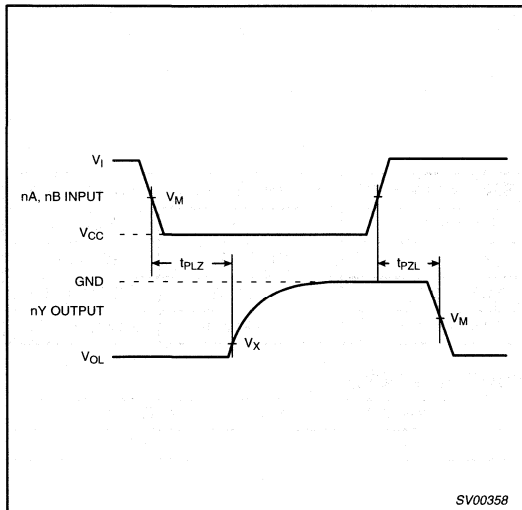 V_I
nA, nB INPUT
V_M
V_CC
t_PLZ
t_PZL
GND
nY OUTPUT
V_M
V_X
V_OL
SV00358